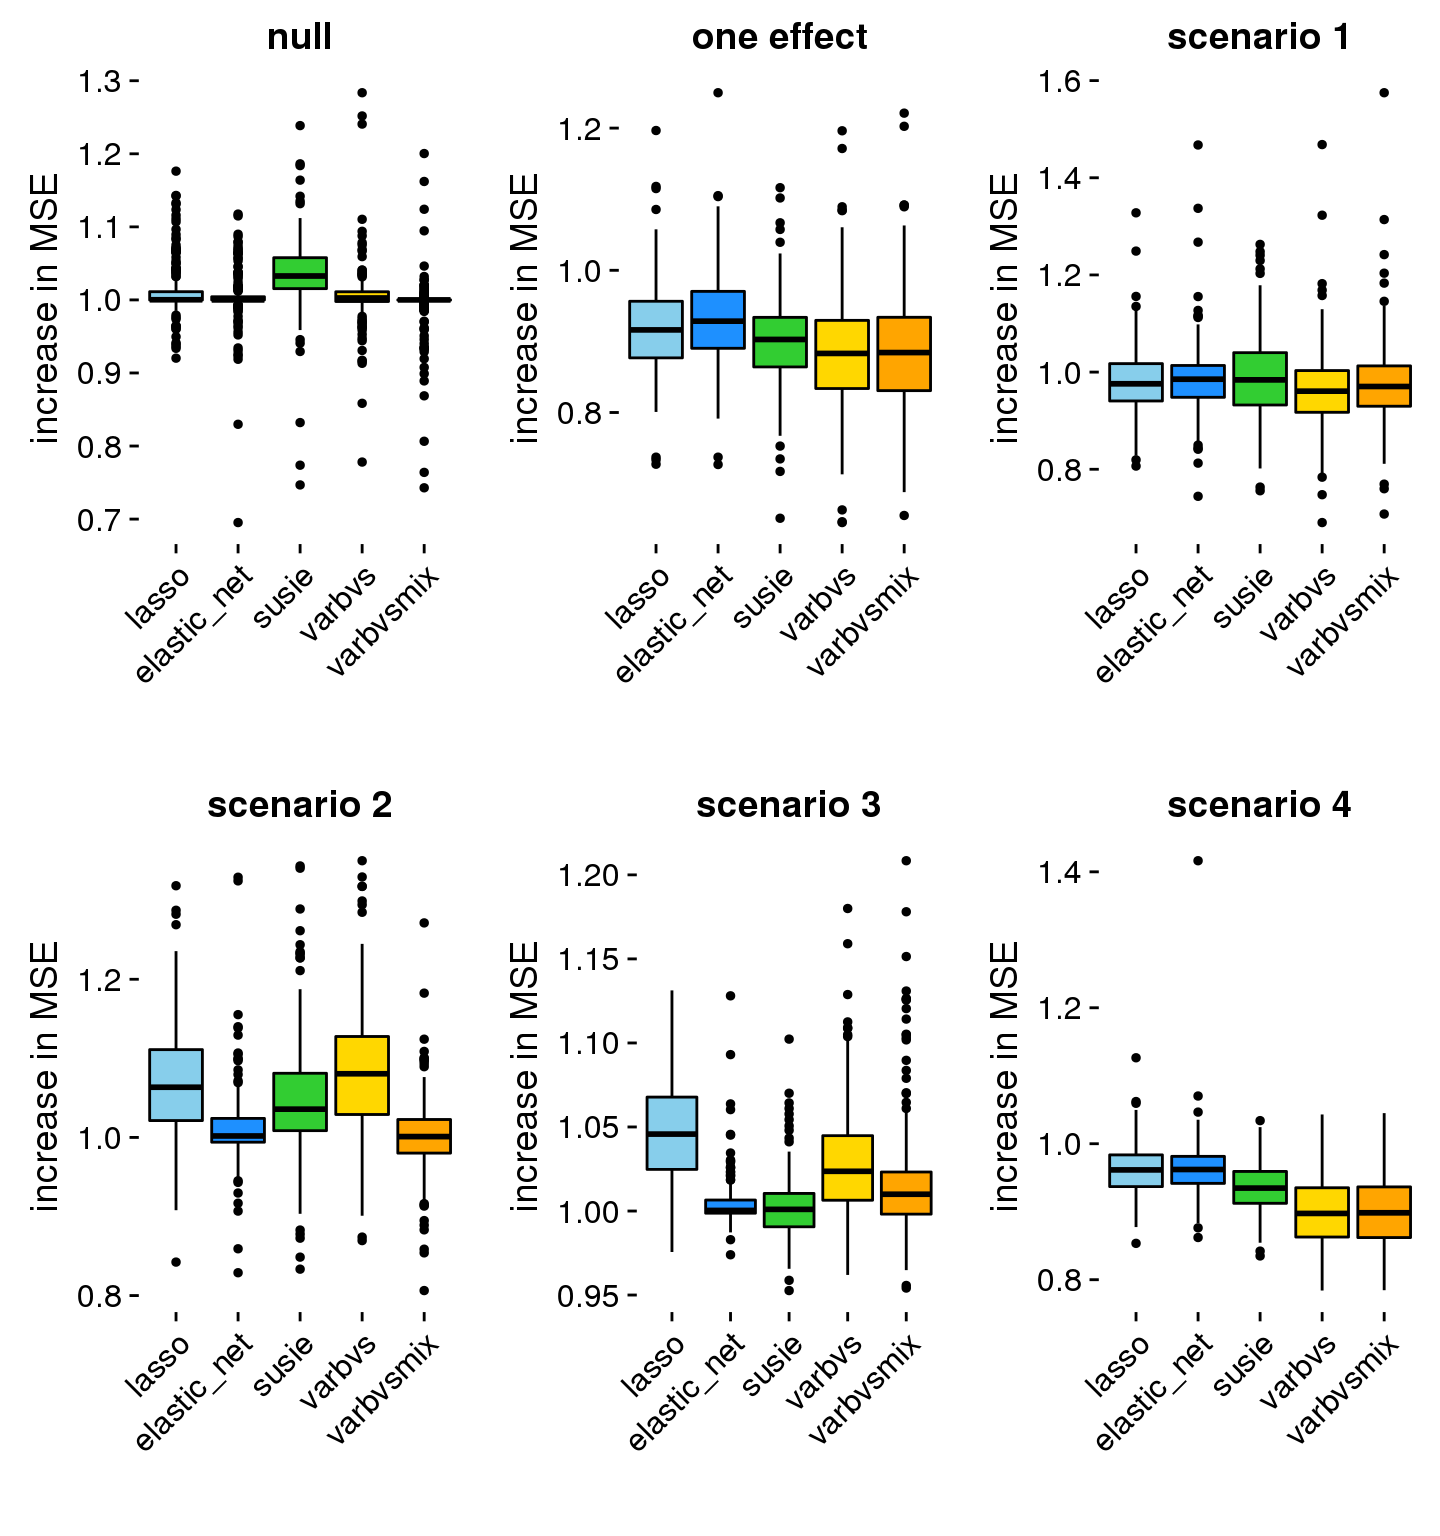 null
1.3
1.2
1.1
1.0
0.9
0.8
0.7
increase in MSE
lasso
elastic_net
susie
varbvs
varbvsmix
one effect
1.2
1.0
0.8
increase in MSE
lasso
elastic_net
susie
varbvs
varbvsmix
scenario 1
1.6
1.4
1.2
1.0
0.8
increase in MSE
lasso
elastic_net
susie
varbvs
varbvsmix
scenario 2
1.2
1.0
0.8
increase in MSE
lasso
elastic_net
susie
varbvs
varbvsmix
scenario 3
1.20
1.15
1.10
1.05
1.00
0.95
increase in MSE
lasso
elastic_net
susie
varbvs
varbvsmix
scenario 4
1.4
1.2
1.0
0.8
increase in MSE
lasso
elastic_net
susie
varbvs
varbvsmix